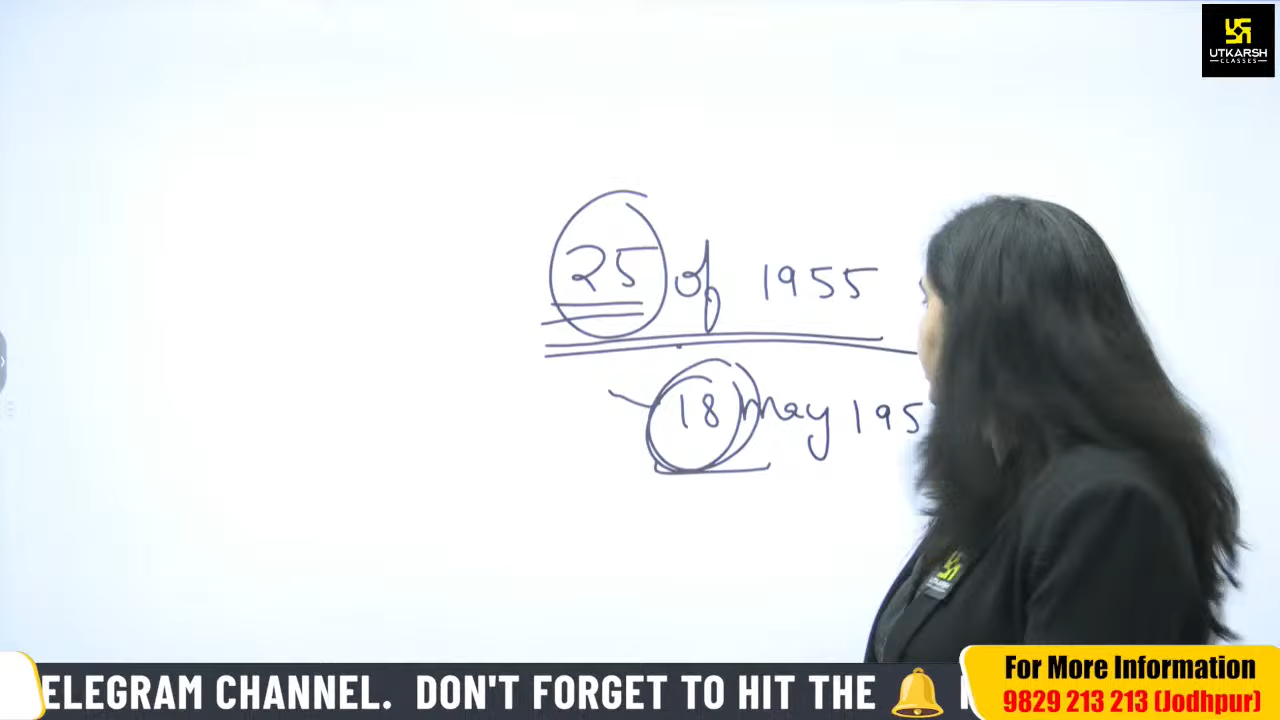 UTKARSH
CLASSES
25 of 1955
18 May 195
ELEGRAM CHANNEL. DON'T FORGET TO HIT THE
For More Information
9829 213 213 (Jodhpur)